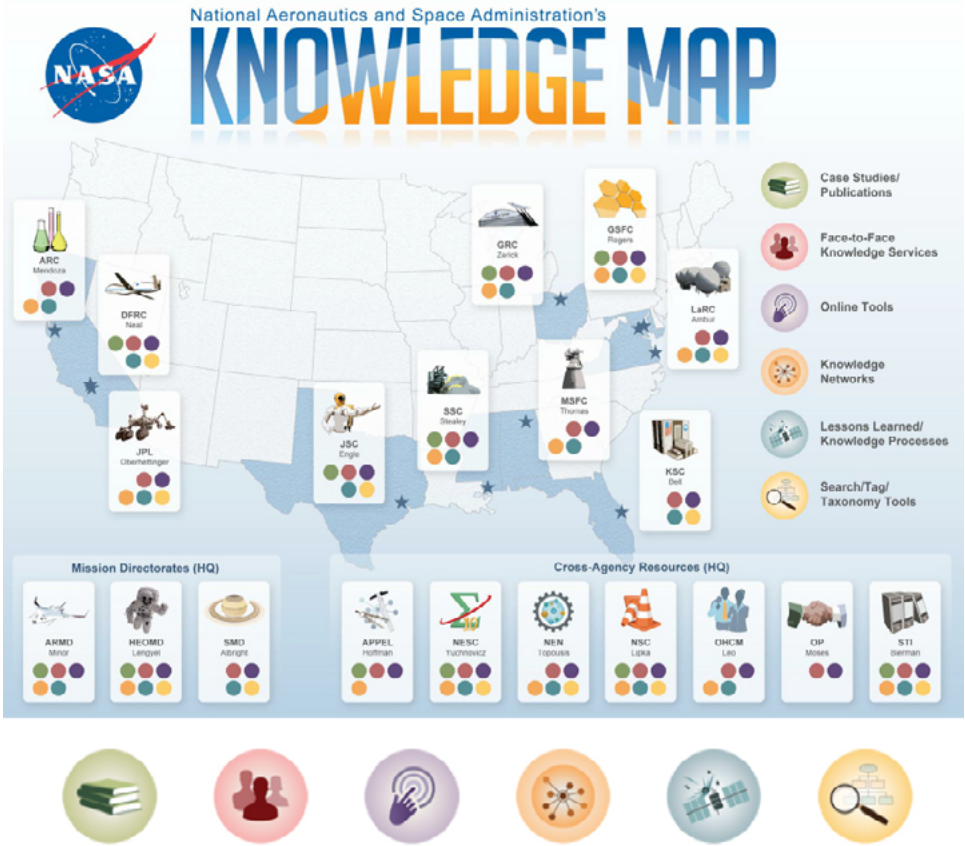 National Aeronautics and Space Administration's
NASA
KNOWLEDGE MAP
Case Studies/
Publications
Face-to-Face
Knowledge Services
Online Tools
Knowledge
Networks
Lessons Learned/
Knowledge Processes
Search/Tag/
Taxonomy Tools
ARC
Mendoza
DFRC
Neal
JPL
Oberhettinger
JSC
Engle
SSC
Stealey
GRC
Zerick
GSFC
Rogers
LaRC
Ambur
MSFC
Thomas
KSC
Bell
Mission Directorates (HQ)
ARMD
Minor
HEOMD
Lengyel
SMD
Albright
Cross-Agency Resources (HQ)
APPEL
Hoffman
NESC
Yuchnovicz
NEN
Topousis
NSC
Lipka
OHCM
Leo
OP
Moses
STI
Bierman